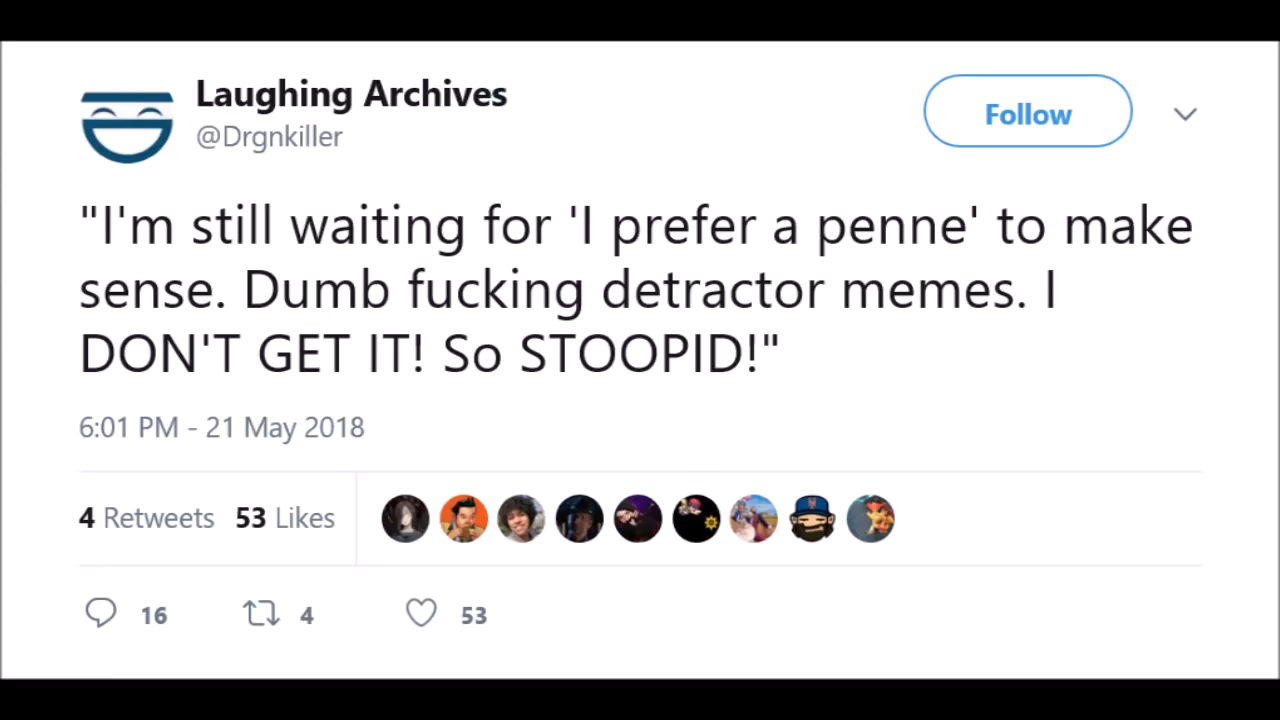 Laughing Archives
@Drgnkiller
Follow
"I'm still waiting for 'I prefer a penne' to make
sense. Dumb fucking detractor memes. I
DON'T GET IT! So STOOPID!"
6:01 PM - 21 May 2018
4 Retweets 53 Likes
16 4 53